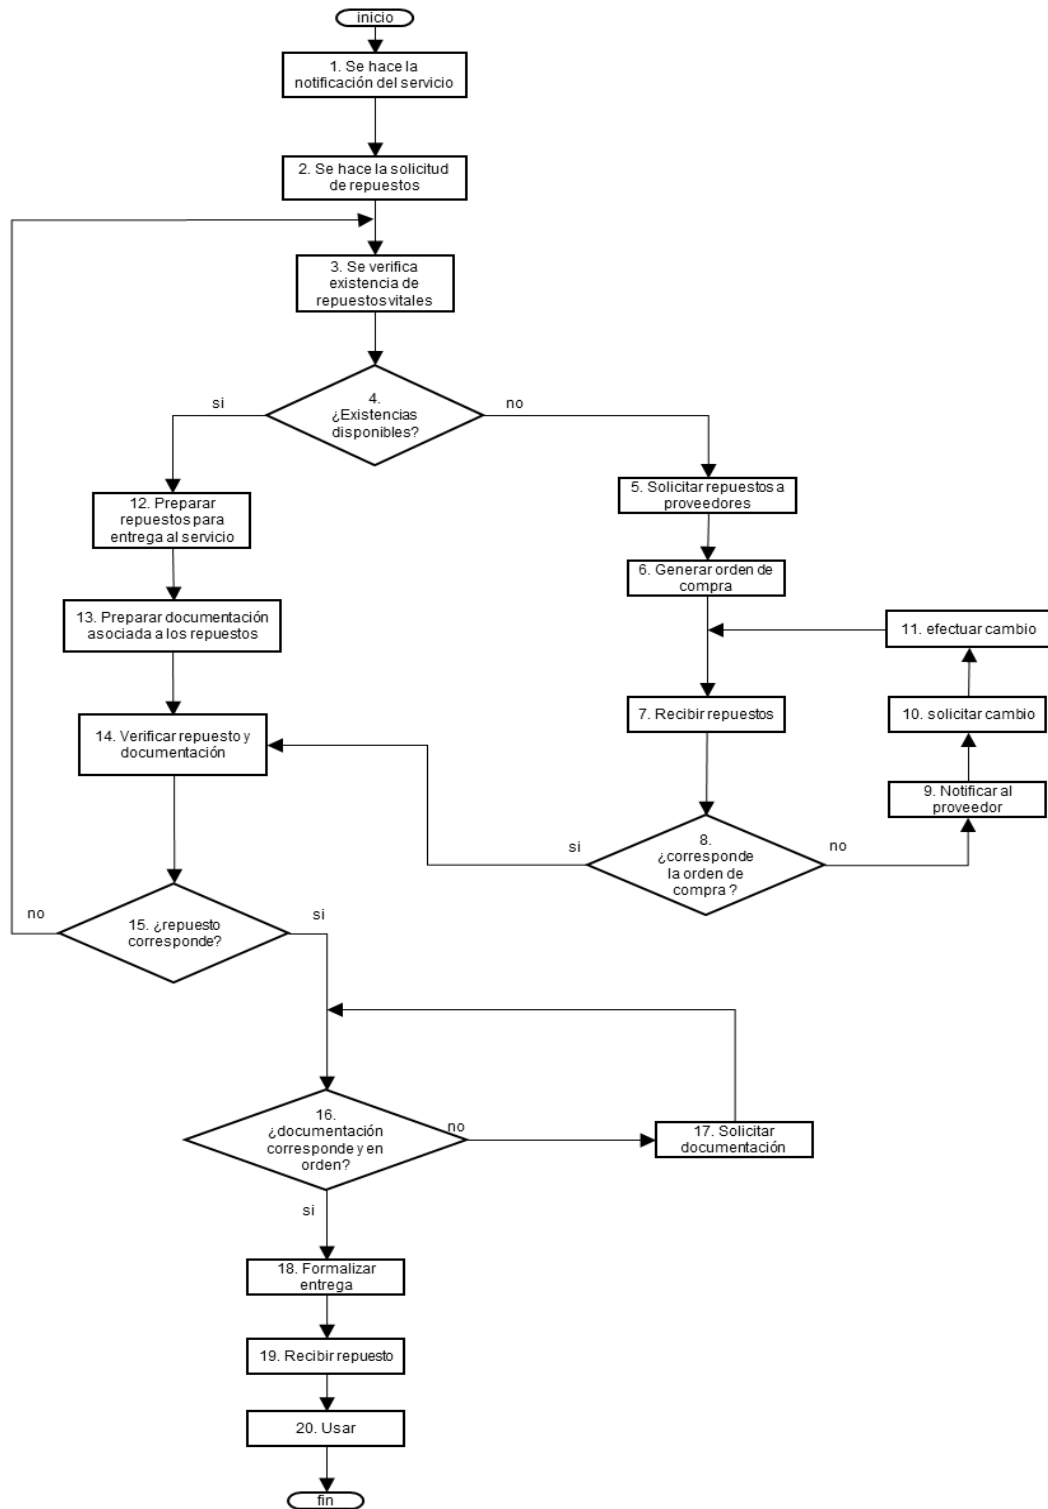 inicio
1. Se hace la
notificación del servicio
2. Se hace la solicitud
de repuestos
3. Se verifica
existencia de
repuestos vitales
4.
¿Existencias
disponibles?
si
no
12. Preparar
repuestos para
entrega al servicio
5. Solicitar repuestos a
proveedores
6. Generar orden de
compra
13. Preparar documentación
asociada a los repuestos
11. efectuar cambio
7. Recibir repuestos
10. solicitar cambio
14. Verificar repuesto y
documentación
9. Notificar al
proveedor
8.
¿corresponde
la orden de
compra ?
si
no
15. ¿repuesto
corresponde?
no
si
16.
¿documentación
corresponde y en
orden?
no
17. Solicitar
documentación
si
18. Formalizar
entrega
19. Recibir repuesto
20. Usar
fin